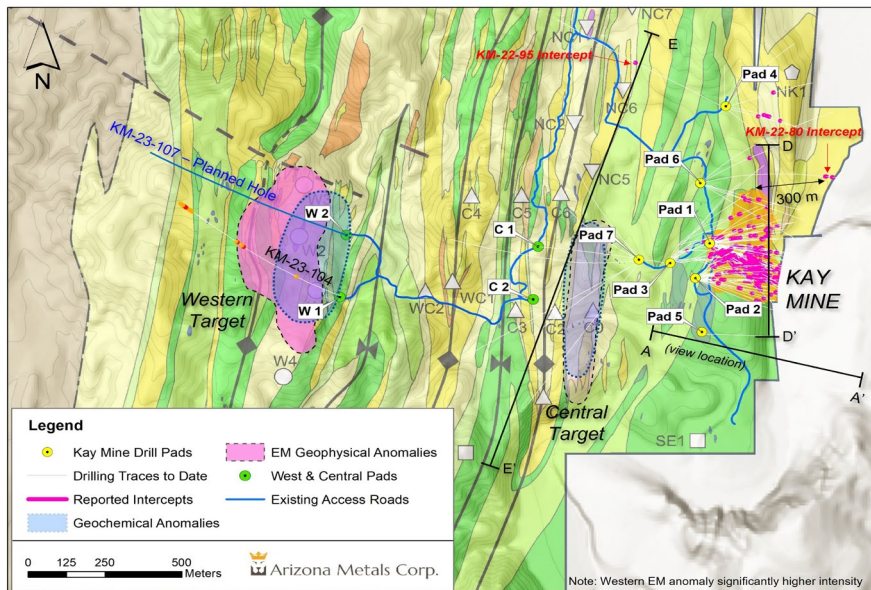 NC7
NC
E
KM-22-95 Intercept
Pad 4
NK1
N
NC6
KM-22-80 Intercept
NC2
D
KM-23-107 – Planned Hole
Pad 6
NC5
300 m
C4
C5
C6
Pad 1
W 2
C 1
Pad 7
KM-23-104
KAY
MINE
Western
Target
W 1
C 2
Pad 3
WC2
WC1
Pad 2
C3
C2
C9
Pad 5
D'
A
(view location)
W4
A'
Central
Target
SE1
E'
Legend
Kay Mine Drill Pads
EM Geophysical Anomalies
Drilling Traces to Date
West & Central Pads
Reported Intercepts
Existing Access Roads
Geochemical Anomalies
0 125 250 500
Meters
Arizona Metals Corp.
Note: Western EM anomaly significantly higher intensity